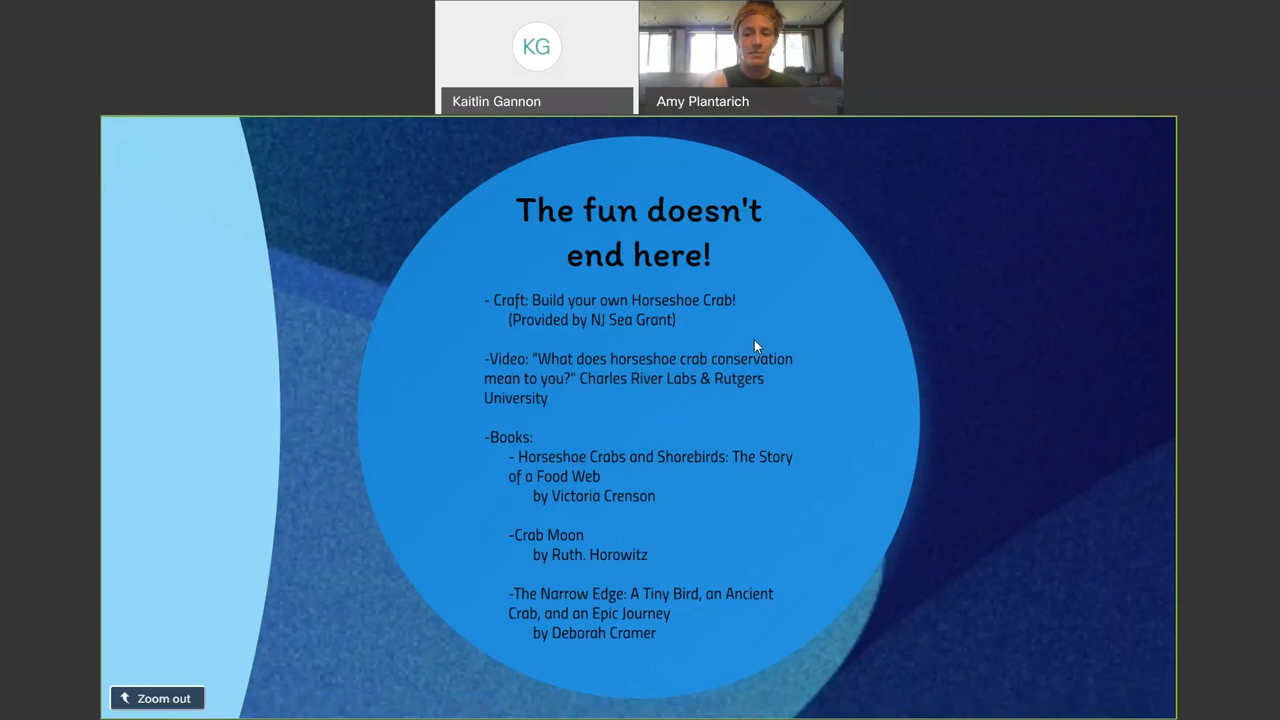 KG
Kaitlin Gannon
Amy Plantarich
The fun doesn't
end here!
- Craft: Build your own Horseshoe Crab!
(Provided by NJ Sea Grant)
-Video: "What does horseshoe crab conservation
mean to you?" Charles River Labs & Rutgers
University
-Books:
- Horseshoe Crabs and Shorebirds: The Story
of a Food Web
by Victoria Crenson
-Crab Moon
by Ruth. Horowitz
-The Narrow Edge: A Tiny Bird, an Ancient
Crab, and an Epic Journey
by Deborah Cramer
Zoom out